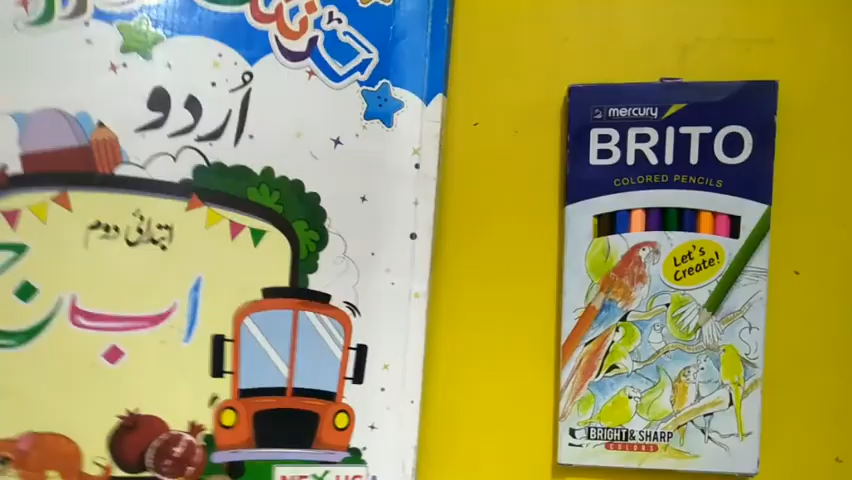 اُردو
ابتدائی دوم
ا ب ج
mercury
BRITO
COLORED PENCILS
Let's
Create!
BRIGHT & SHARP
COLORS